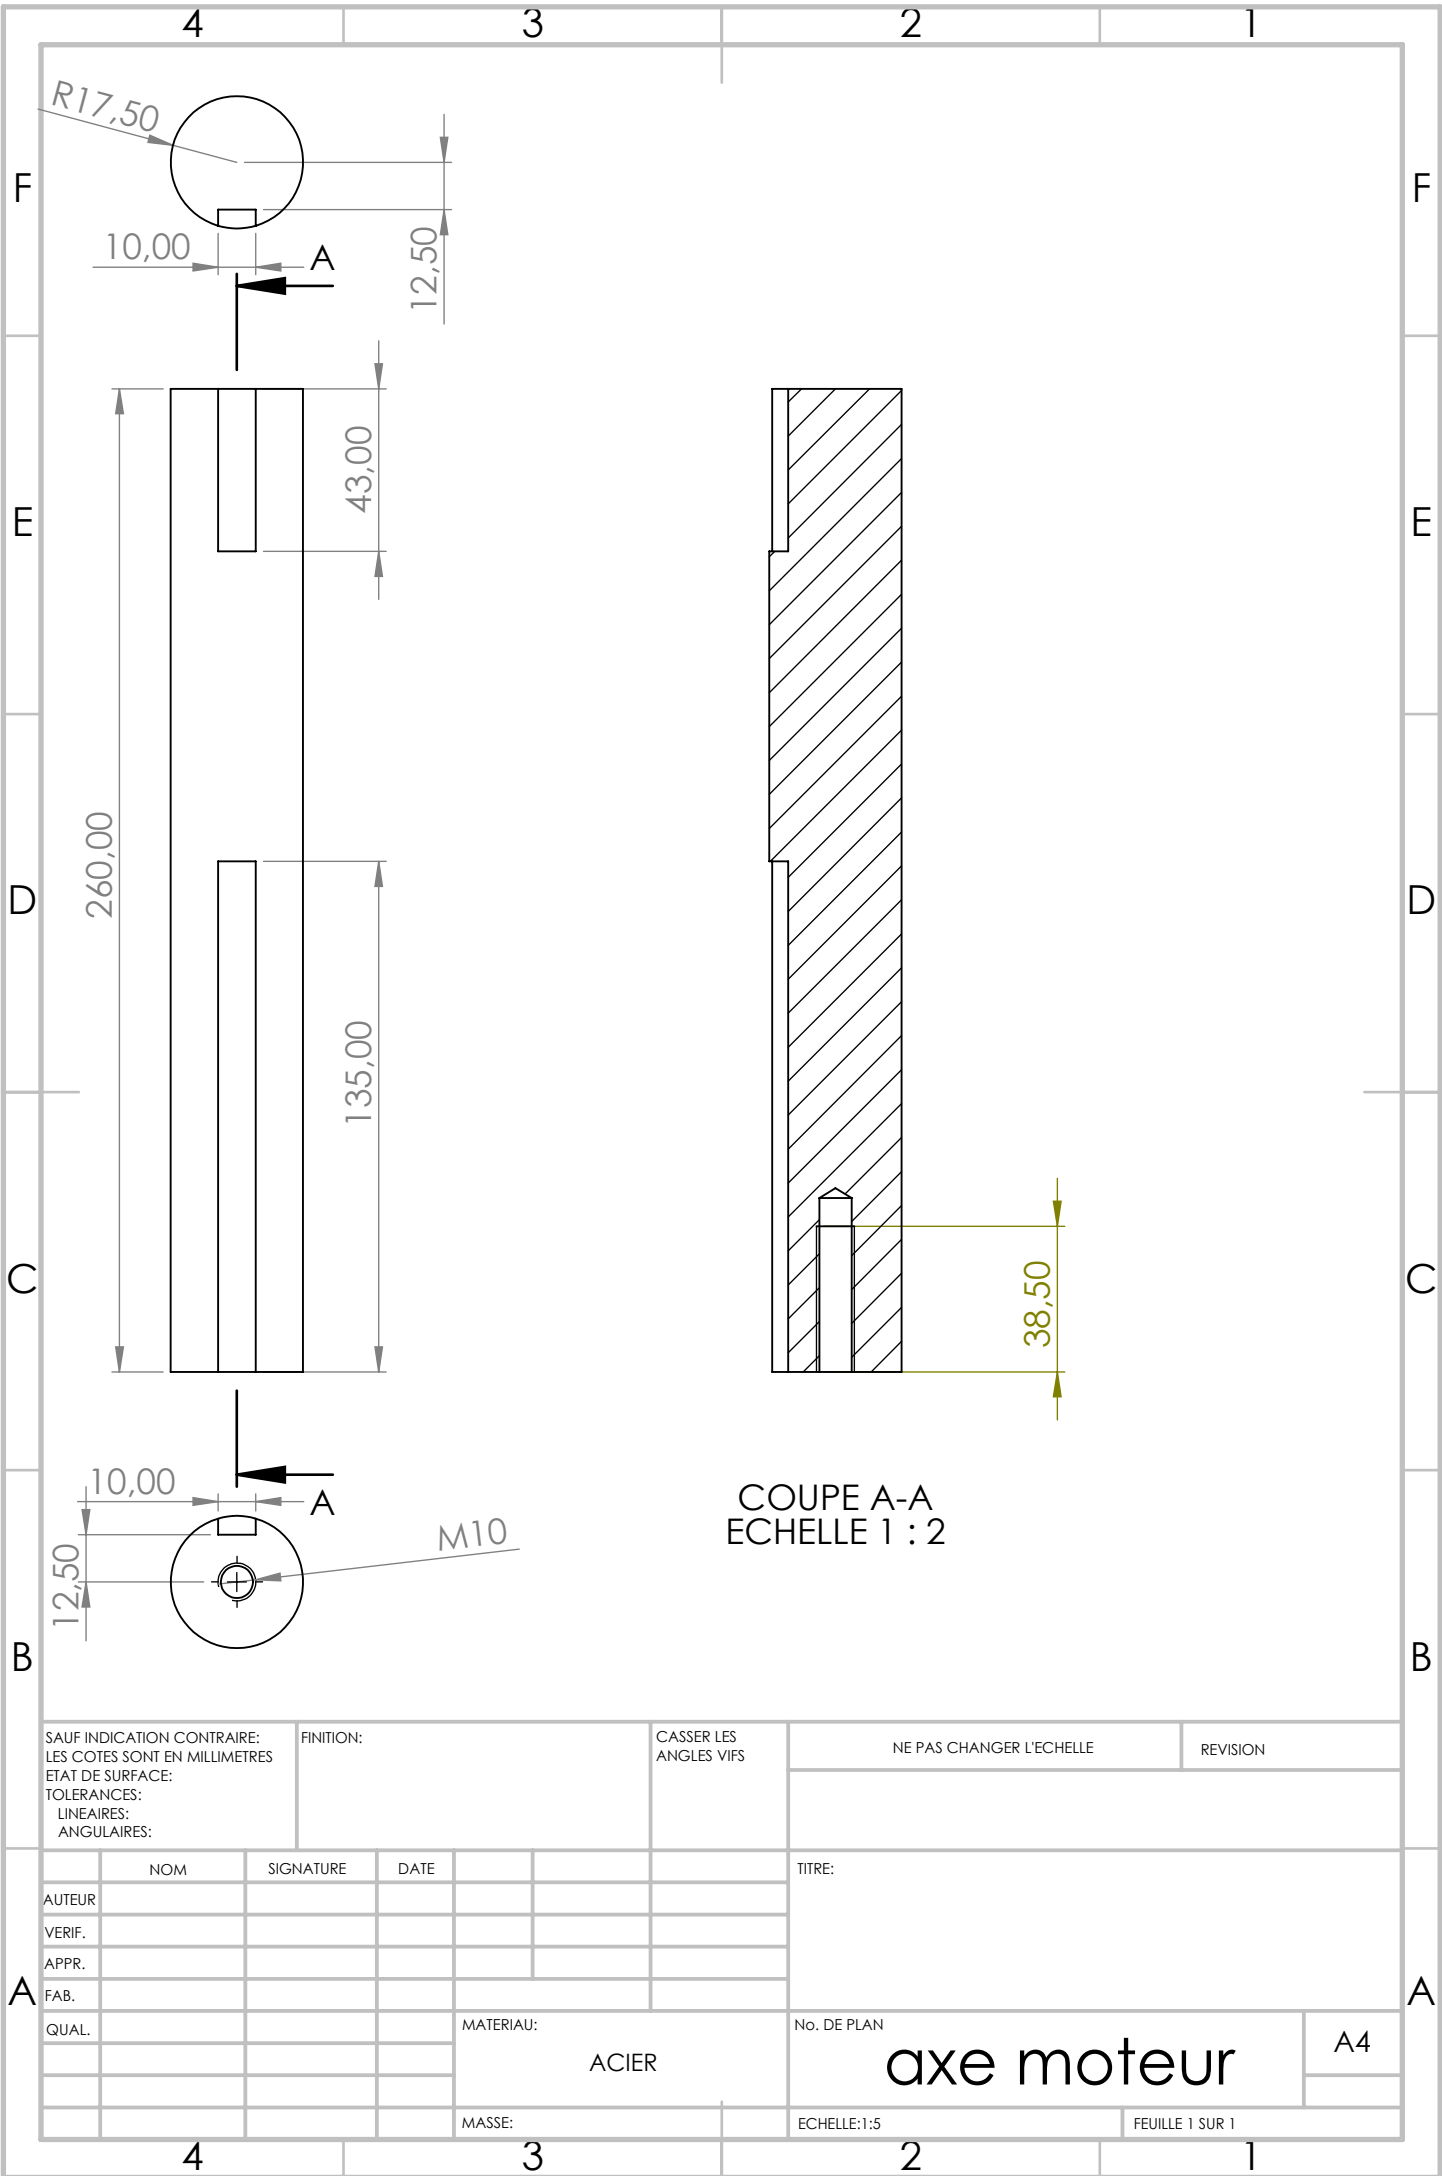 4 3 2 1
R17,50
F F
12,50
10,00
A
43,00
E E
260,00
D D
135,00
C C
38,50
10,00
A
M10
12,50
COUPE A-A
ECHELLE 1 : 2
B B
SAUF INDICATION CONTRAIRE:
LES COTES SONT EN MILLIMETRES
ETAT DE SURFACE:
TOLERANCES:
LINEAIRES:
ANGULAIRES:
FINITION:
CASSER LES
ANGLES VIFS
NE PAS CHANGER L'ECHELLE
REVISION
NOM SIGNATURE DATE
TITRE:
AUTEUR
VERIF.
APPR.
FAB.
A A
QUAL.
MATERIAU:
ACIER
No. DE PLAN
axe moteur
A4
MASSE:
ECHELLE:1:5
FEUILLE 1 SUR 1
4 3 2 1